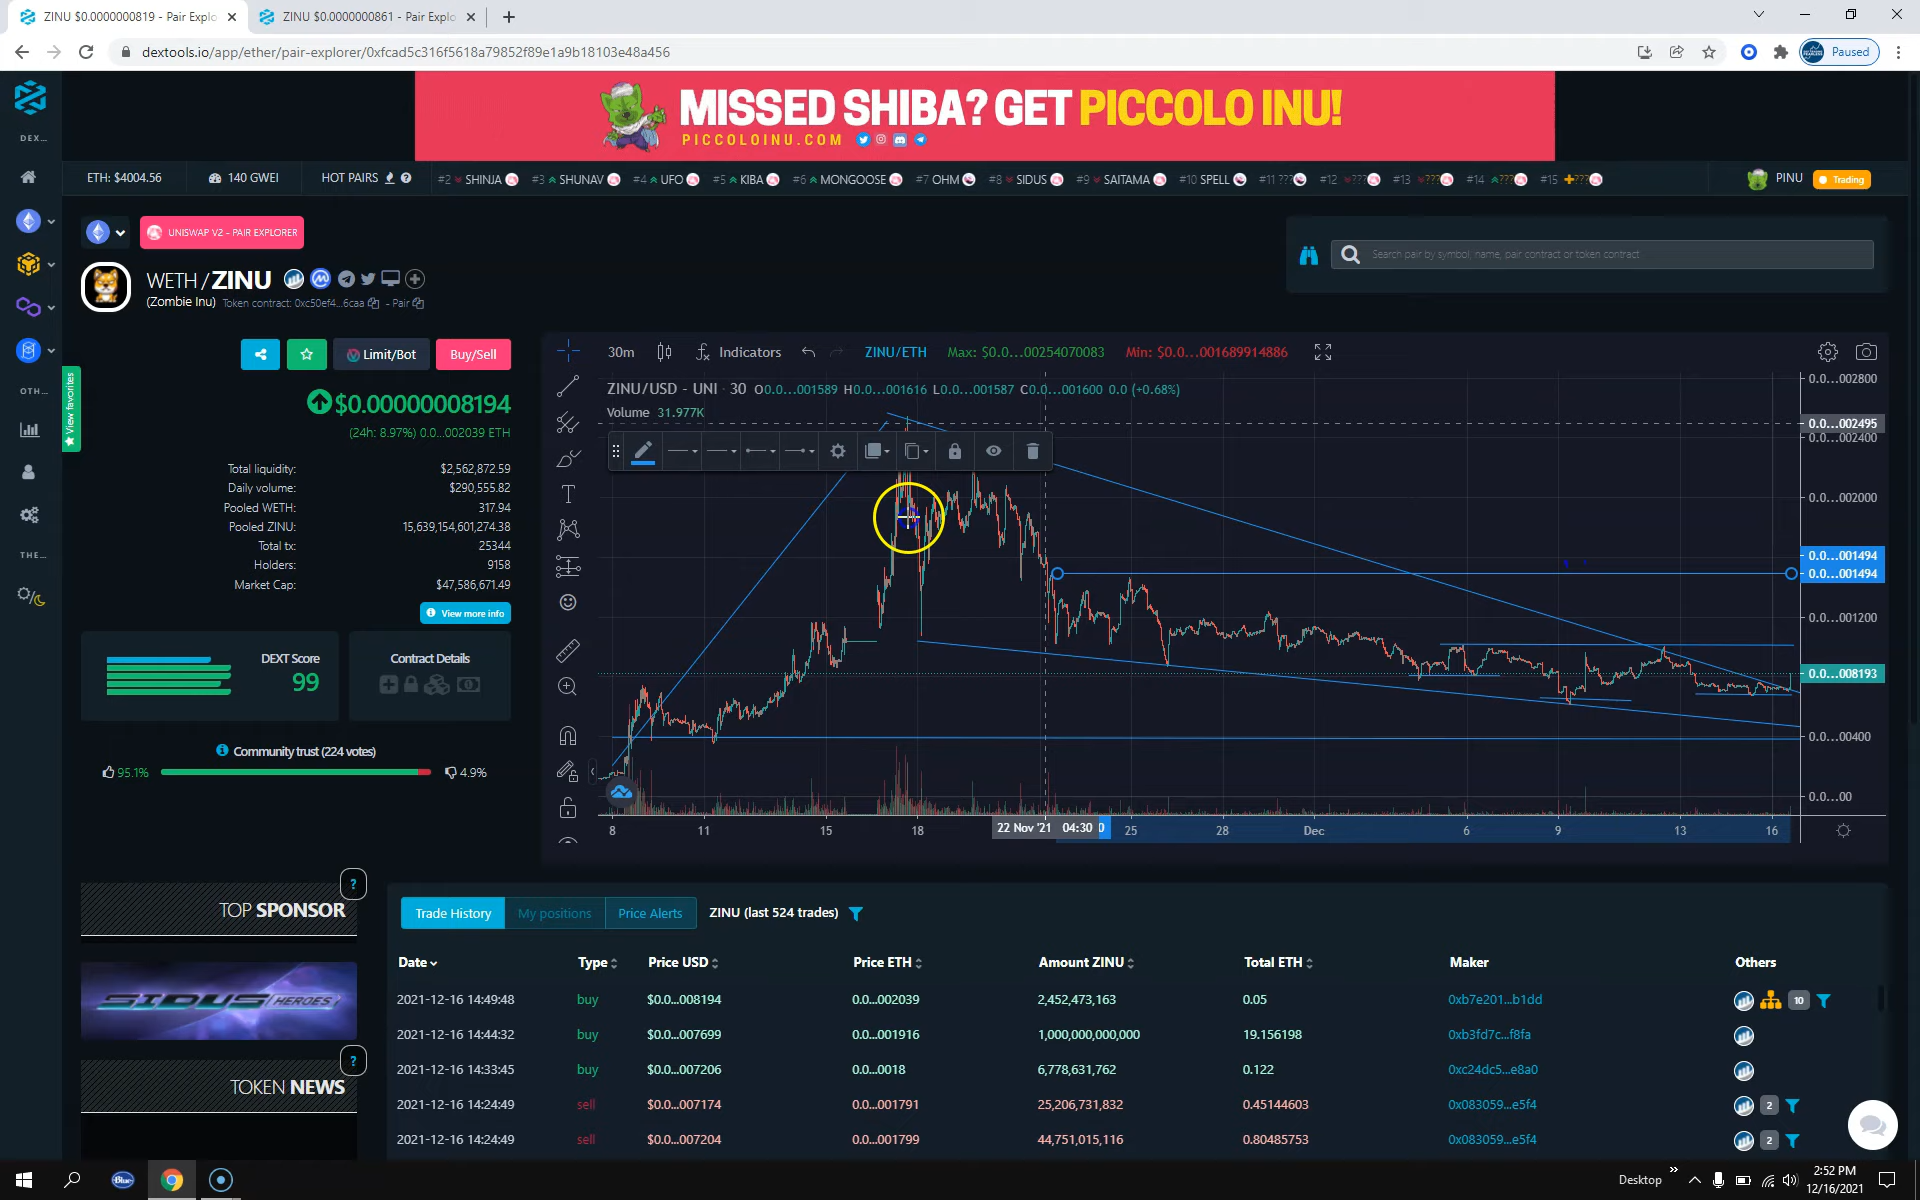 ZINU $0.0000000819 - Pair Explo
ZINU $0.0000000861 - Pair Explo
dextools.io/app/ether/pair-explorer/0xfcad5c316f5618a79852f89e1a9b18103e48a456
Paused
MISSED SHIBA? GET PICCOLO INU!
PICCOLOINU.COM
DEX...
ETH: $4004.56
140 GWEI
HOT PAIRS
#2 SHINJA
#3 SHUNAV
#4 UFO
#5 KIBA
#6 MONGOOSE
#7 OHM
#8 SIDUS
#9 SAITAMA
#10 SPELL
#11 ???
#12 ???
#13 ???
#14 ???
#15 ???
PINU
Trading
UNISWAP V2 - PAIR EXPLORER
Search pair by symbol, name, pair contract or token contract
WETH / ZINU
(Zombie Inu) Token contract: 0xc50ef4...6caa - Pair
View favorites
OTH...
THE...
Limit/Bot
Buy/Sell
$0.00000008194
(24h: 8.97%) 0.0...002039 ETH
Total liquidity: $2,562,872.59
Daily volume: $290,555.82
Pooled WETH: 317.94
Pooled ZINU: 15,639,154,601,274.38
Total tx: 25344
Holders: 9158
Market Cap: $47,586,671.49
View more info
DEXT Score
99
Contract Details
Community trust (224 votes)
95.1%
4.9%
30m
Indicators
ZINU/ETH
Max: $0.0...00254070083
Min: $0.0...001689914886
ZINU/USD - UNI · 30 O0.0...001589 H0.0...001616 L0.0...001587 C0.0...001600 0.0 (+0.68%)
Volume 31.977K
0.0...002800
0.0...002495
0.0...002400
0.0...002000
0.0...001494
0.0...001494
0.0...001200
0.0...008193
0.0...00400
0.0...00
8
11
15
18
22 Nov '21 04:30
25
28
Dec
6
9
13
16
TOP SPONSOR
?
SIDUS HEROES
?
TOKEN NEWS
Trade History
My positions
Price Alerts
ZINU (last 524 trades)
Date Type Price USD Price ETH Amount ZINU Total ETH Maker Others
2021-12-16 14:49:48 buy $0.0...008194 0.0...002039 2,452,473,163 0.05 0xb7e201...b1dd 10
2021-12-16 14:44:32 buy $0.0...007699 0.0...001916 1,000,000,000,000 19.156198 0xb3fd7c...f8fa
2021-12-16 14:33:45 buy $0.0...007206 0.0...0018 6,778,631,762 0.122 0xc24dc5...e8a0
2021-12-16 14:24:49 sell $0.0...007174 0.0...001791 25,206,731,832 0.45144603 0x083059...e5f4 2
2021-12-16 14:24:49 sell $0.0...007204 0.0...001799 44,751,015,116 0.80485753 0x083059...e5f4 2
Blue
Desktop
2:52 PM
12/16/2021